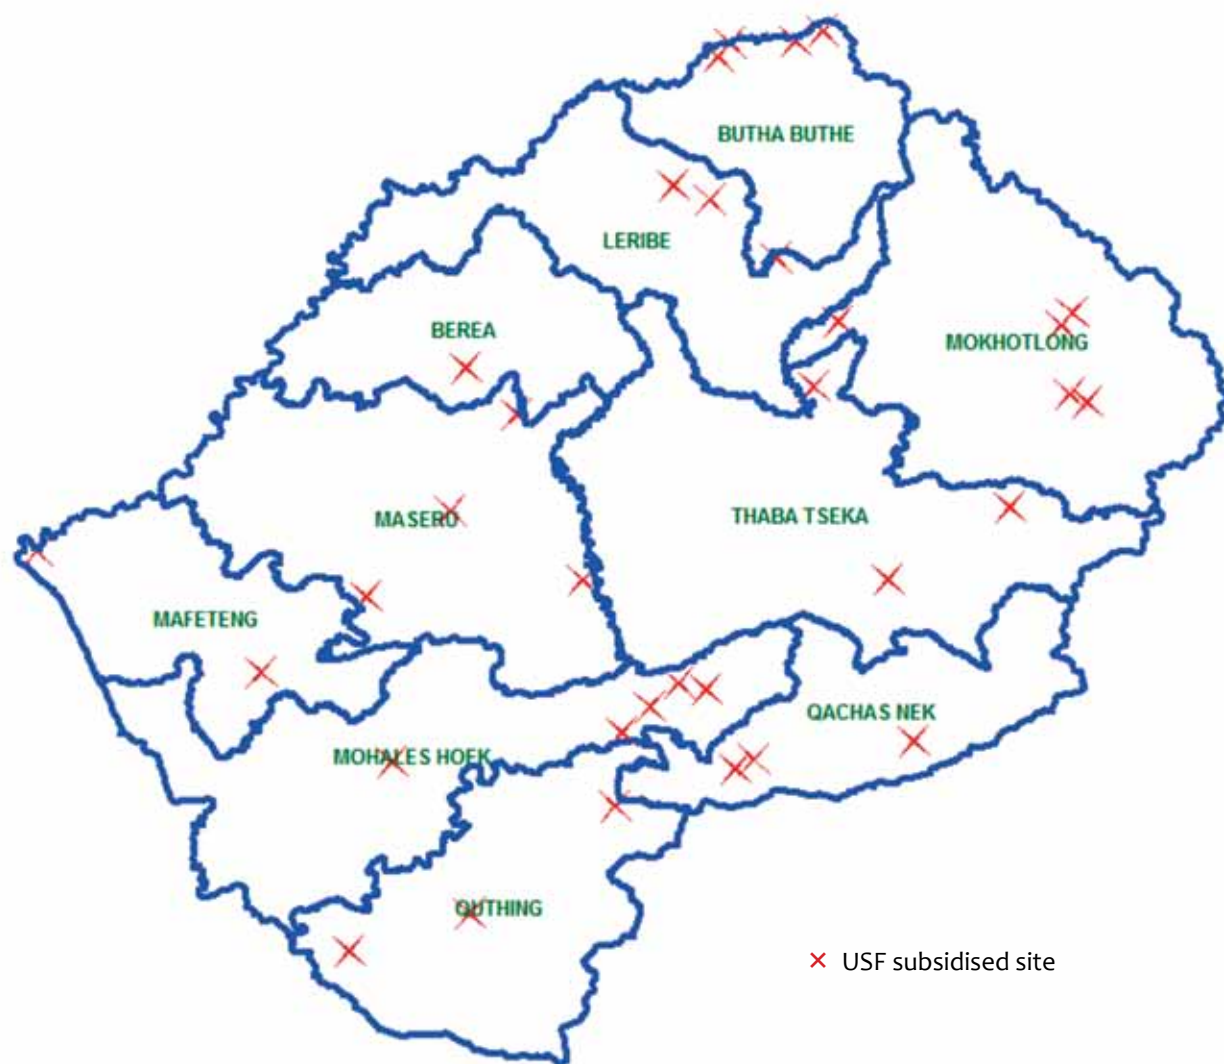 BUTHA BUTHE
LERIBE
BEREA
MOKHOTLONG
MASERU
THABA TSEKA
MAFETENG
QACHAS NEK
MOHALES HOEK
QUTHING
USF subsidised site